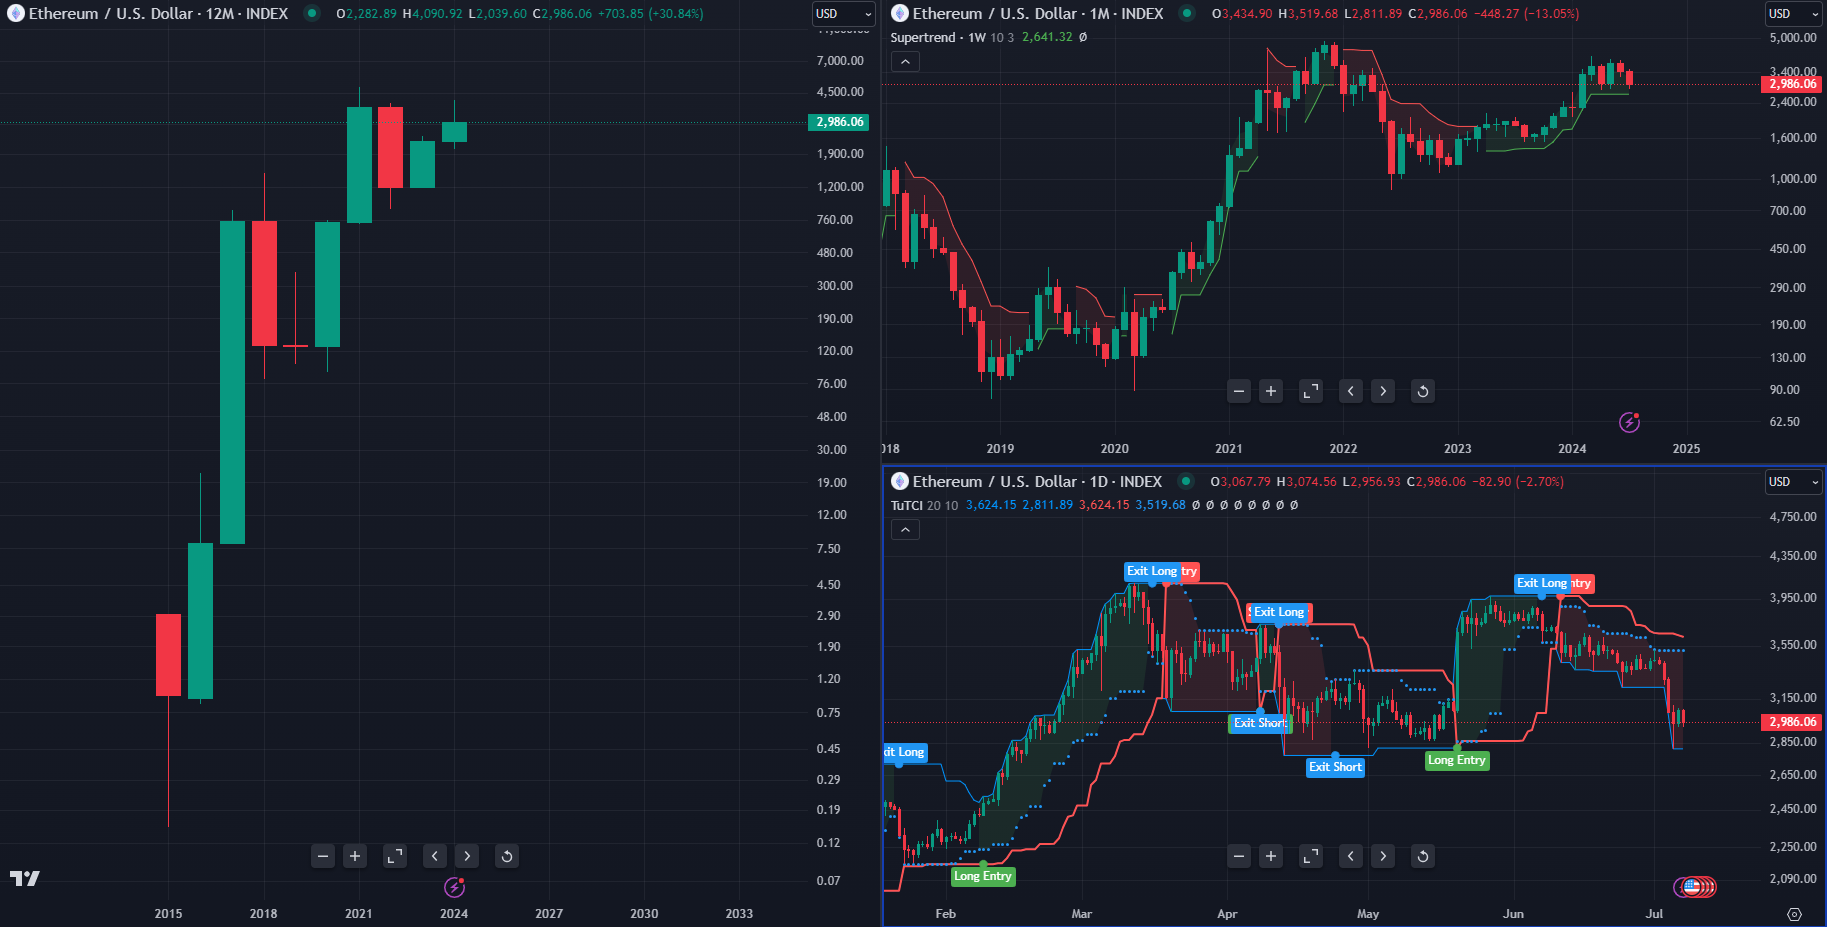 Ethereum / U.S. Dollar · 12M · INDEX O2,282.89 H4,090.92 L2,039.60 C2,986.06 +703.85 (+30.84%)
USD
7,000.00
4,500.00
2,986.06
1,900.00
1,200.00
760.00
480.00
300.00
190.00
120.00
76.00
48.00
30.00
19.00
12.00
7.50
4.50
2.90
1.90
1.20
0.75
0.45
0.29
0.19
0.12
0.07
2015 2018 2021 2024 2027 2030 2033
Ethereum / U.S. Dollar · 1M · INDEX O3,434.90 H3,519.68 L2,811.89 C2,986.06 −448.27 (−13.05%)
USD
Supertrend · 1W 10 3 2,641.32 Ø
5,000.00
3,400.00
2,986.06
2,400.00
1,600.00
1,000.00
700.00
450.00
290.00
190.00
130.00
90.00
62.50
2019 2020 2021 2022 2023 2024 2025
Ethereum / U.S. Dollar · 1D · INDEX O3,067.79 H3,074.56 L2,956.93 C2,986.06 −82.90 (−2.70%)
USD
TuTCI 20 10 3,624.15 2,811.89 3,624.15 3,519.68 Ø Ø Ø Ø Ø Ø Ø Ø
4,750.00
4,350.00
3,950.00
3,550.00
3,150.00
2,986.06
2,850.00
2,650.00
2,450.00
2,250.00
2,090.00
Exit Long
Exit Long
Exit Long
Exit Short
Long Entry
Exit Short
Long Entry
Feb Mar Apr May Jun Jul